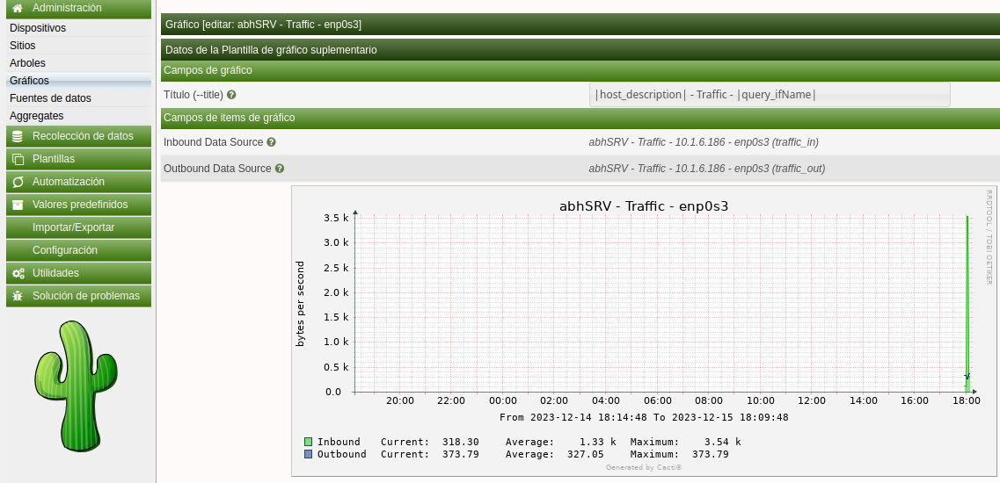 Administración
Dispositivos
Sitios
Arboles
Gráficos
Fuentes de datos
Aggregates
Recolección de datos
Plantillas
Automatización
Valores predefinidos
Importar/Exportar
Configuración
Utilidades
Solución de problemas
Gráfico [editar: abhSRV - Traffic - enp0s3]
Datos de la Plantilla de gráfico suplementario
Campos de gráfico
Título (--title) |host_description| - Traffic - |query_ifName|
Campos de items de gráfico
Inbound Data Source abhSRV - Traffic - 10.1.6.186 - enp0s3 (traffic_in)
Outbound Data Source abhSRV - Traffic - 10.1.6.186 - enp0s3 (traffic_out)
abhSRV - Traffic - enp0s3
RRDTOOL / TOBI OETIKER
bytes per second
3.5 k
3.0 k
2.5 k
2.0 k
1.5 k
1.0 k
0.5 k
0.0
20:00 22:00 00:00 02:00 04:00 06:00 08:00 10:00 12:00 14:00 16:00 18:00
From 2023-12-14 18:14:48 To 2023-12-15 18:09:48
Inbound Current: 318.30 Average: 1.33 k Maximum: 3.54 k
Outbound Current: 373.79 Average: 327.05 Maximum: 373.79
Generated by Cacti®